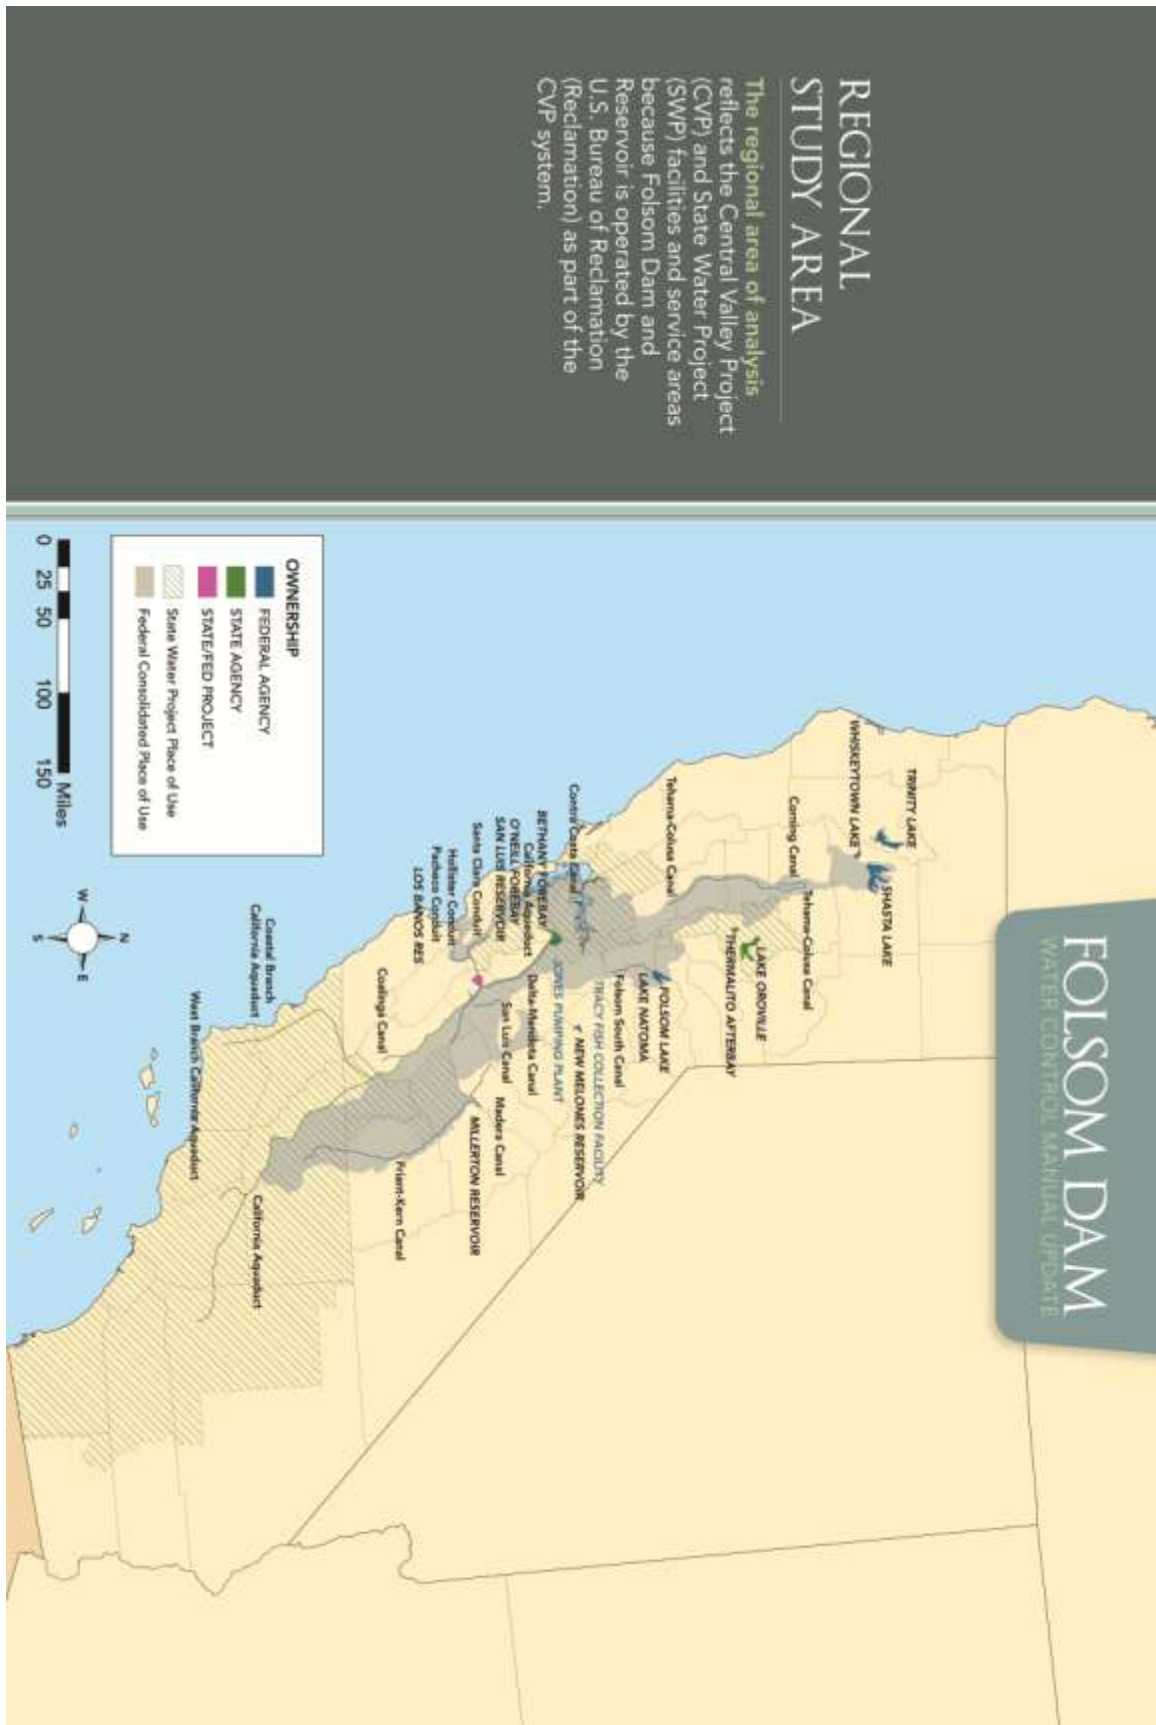 FOLSOM DAM
WATER CONTROL MANUAL UPDATE
REGIONAL
STUDY AREA
The regional area of analysis
reflects the Central Valley Project
(CVP) and State Water Project
(SWP) facilities and service areas
because Folsom Dam and
Reservoir is operated by the
U.S. Bureau of Reclamation
(Reclamation) as part of the
CVP system.
TRINITY LAKE
WHISKEYTOWN LAKE
SHASTA LAKE
Corning Canal
Tehama-Colusa Canal
Tehama-Colusa Canal
LAKE OROVILLE
THERMALITO AFTERBAY
FOLSOM LAKE
LAKE NATOMA
Folsom South Canal
TRACY FISH COLLECTION FACILITY
NEW MELONES RESERVOIR
JONES PUMPING PLANT
Contra Costa Canal
BETHANY FOREBAY
California Aqueduct
O'NEILL FOREBAY
SAN LUIS RESERVOIR
Santa Clara Conduit
Hollister Conduit
Pacheco Conduit
LOS BANOS RES
Delta-Mendota Canal
San Luis Canal
Madera Canal
MILLERTON RESERVOIR
Coalinga Canal
Friant-Kern Canal
Coastal Branch
California Aqueduct
West Branch California Aqueduct
California Aqueduct
OWNERSHIP
FEDERAL AGENCY
STATE AGENCY
STATE/FED PROJECT
State Water Project Place of Use
Federal Consolidated Place of Use
0 25 50 100 150
Miles
N
W
E
S